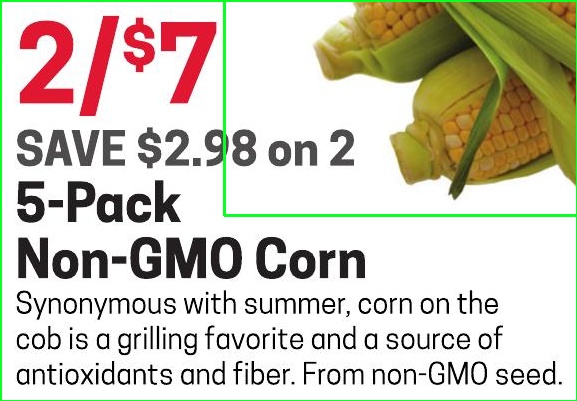 2/$7
SAVE $2.98 on 2
5-Pack
Non-GMO Corn
Synonymous with summer, corn on the
cob is a grilling favorite and a source of
antioxidants and fiber. From non-GMO seed.